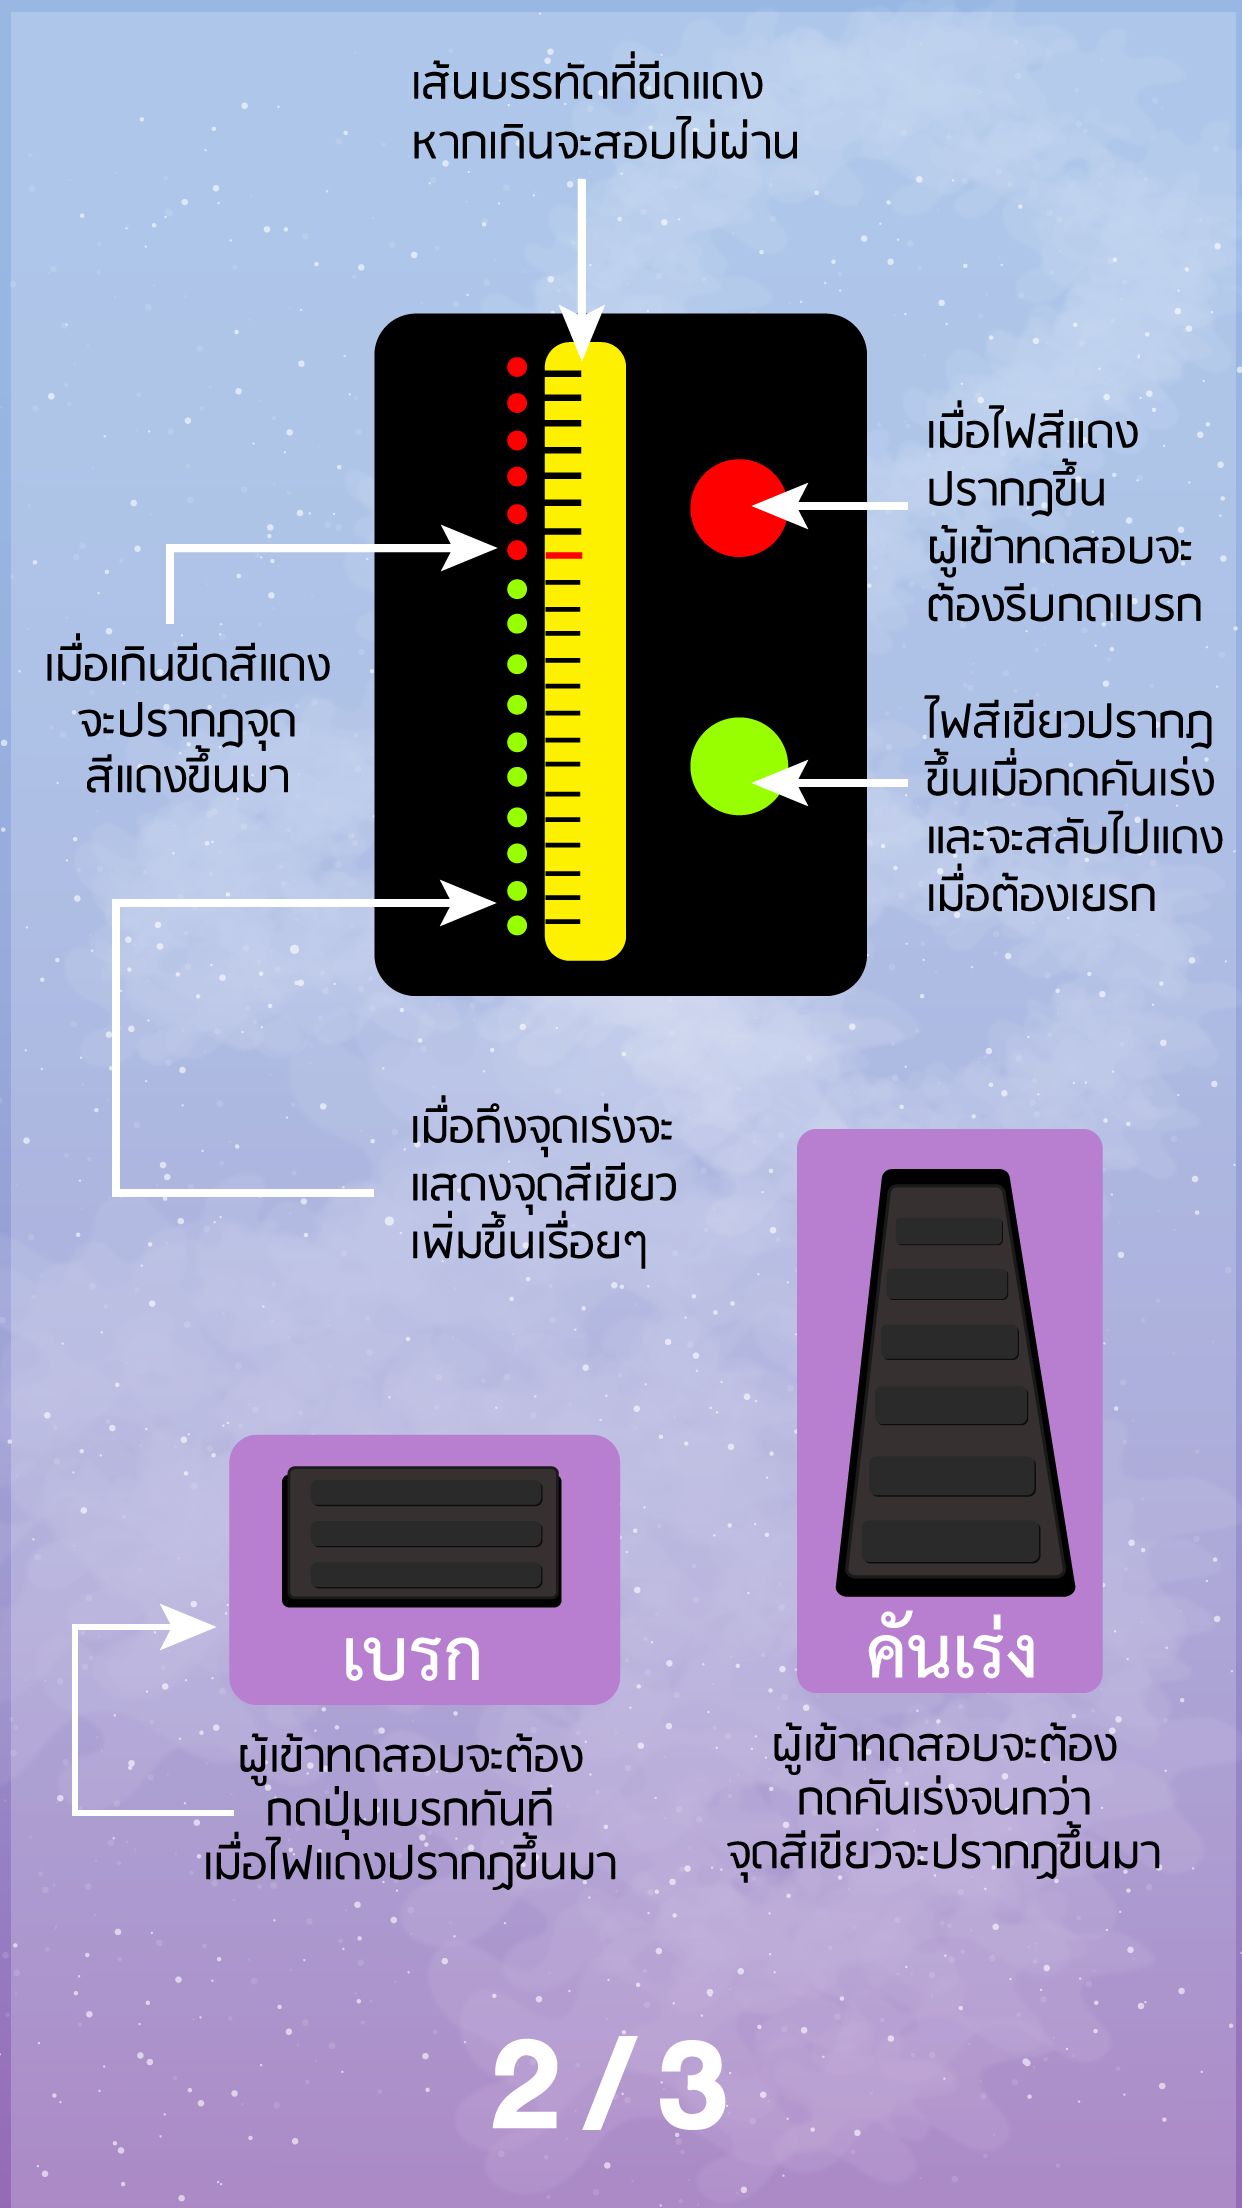 เส้นบรรทัดที่ขีดแดง
หากเกินจะสอบไม่ผ่าน
เมื่อไฟสีแดง
ปรากฎขึ้น
ผู้เข้าทดสอบจะ
ต้องรีบกดเบรก
เมื่อเกินขีดสีแดง
จะปรากฎจุด
สีแดงขึ้นมา
ไฟสีเขียวปรากฎ
ขึ้นเมื่อกดคันเร่ง
และจะสลับไปแดง
เมื่อต้องเยรก
เมื่อถึงจุดเร่งจะ
แสดงจุดสีเขียว
เพิ่มขึ้นเรื่อยๆ
เบรก
คันเร่ง
ผู้เข้าทดสอบจะต้อง
กดปุ่มเบรกทันที
เมื่อไฟแดงปรากฎขึ้นมา
ผู้เข้าทดสอบจะต้อง
กดคันเร่งจนกว่า
จุดสีเขียวจะปรากฎขึ้นมา
2/3